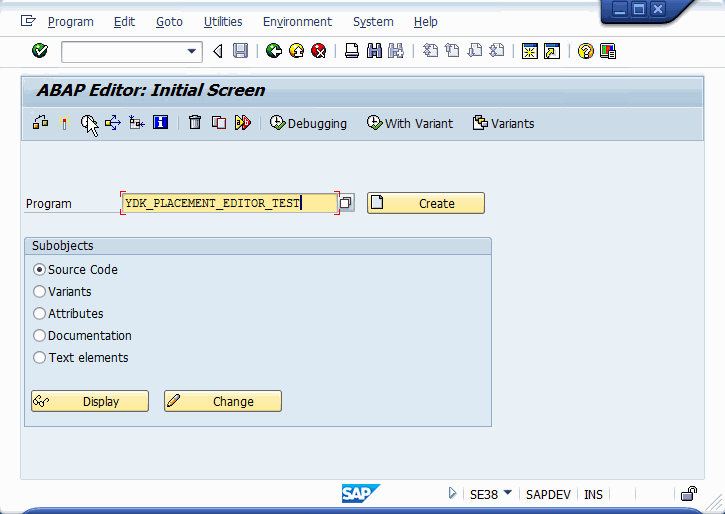 Program Edit Goto Utilities Environment System Help
ABAP Editor: Initial Screen
Debugging With Variant Variants
Program YDK_PLACEMENT_EDITOR_TEST Create
Subobjects
Source Code
Variants
Attributes
Documentation
Text elements
Display Change
SAP SE38 SAPDEV INS